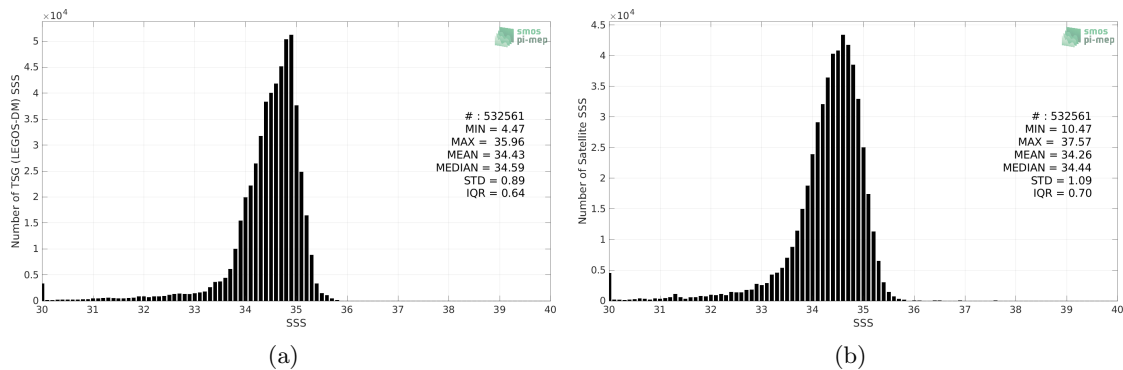 ×10⁴
5
4.5
4
3.5
3
2.5
2
1.5
1
0.5
0
30 31 32 33 34 35 36 37 38 39 40
SSS
Number of TSG (LEGOS-DM) SSS
smos
pi-mep
# : 532561
MIN = 4.47
MAX = 35.96
MEAN = 34.43
MEDIAN = 34.59
STD = 0.89
IQR = 0.64
(a)
×10⁴
4.5
4
3.5
3
2.5
2
1.5
1
0.5
0
30 31 32 33 34 35 36 37 38 39 40
SSS
Number of Satellite SSS
smos
pi-mep
# : 532561
MIN = 10.47
MAX = 37.57
MEAN = 34.26
MEDIAN = 34.44
STD = 1.09
IQR = 0.70
(b)